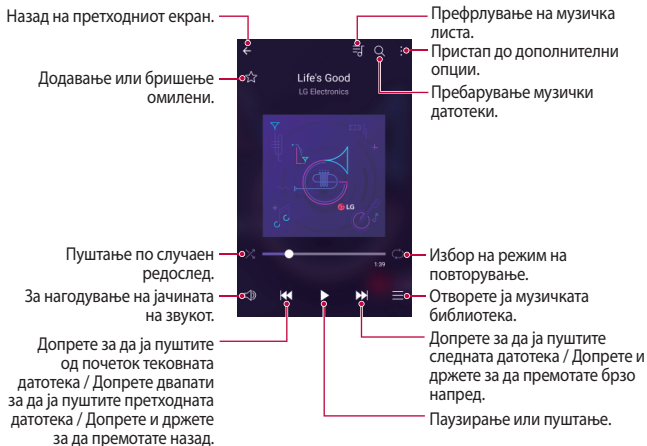 Назад на претходниот екран.
Додавање или бришење
омилени.
Пуштање по случаен
редослед.
За нагодување на јачината
на звукот.
Допрете за да ја пуштите
од почеток тековната
датотека / Допрете двапати
за да ја пуштите претходната
датотека / Допрете и држете
за да премотате назад.
Life's Good
LG Electronics
LG
1:39
Префрлување на музичка
листа.
Пристап до дополнителни
опции.
Пребарување музички
датотеки.
Избор на режим на
повторување.
Отворете ја музичката
библиотека.
Допрете за да ја пуштите
следната датотека / Допрете и
држете за да премотате брзо
напред.
Паузирање или пуштање.